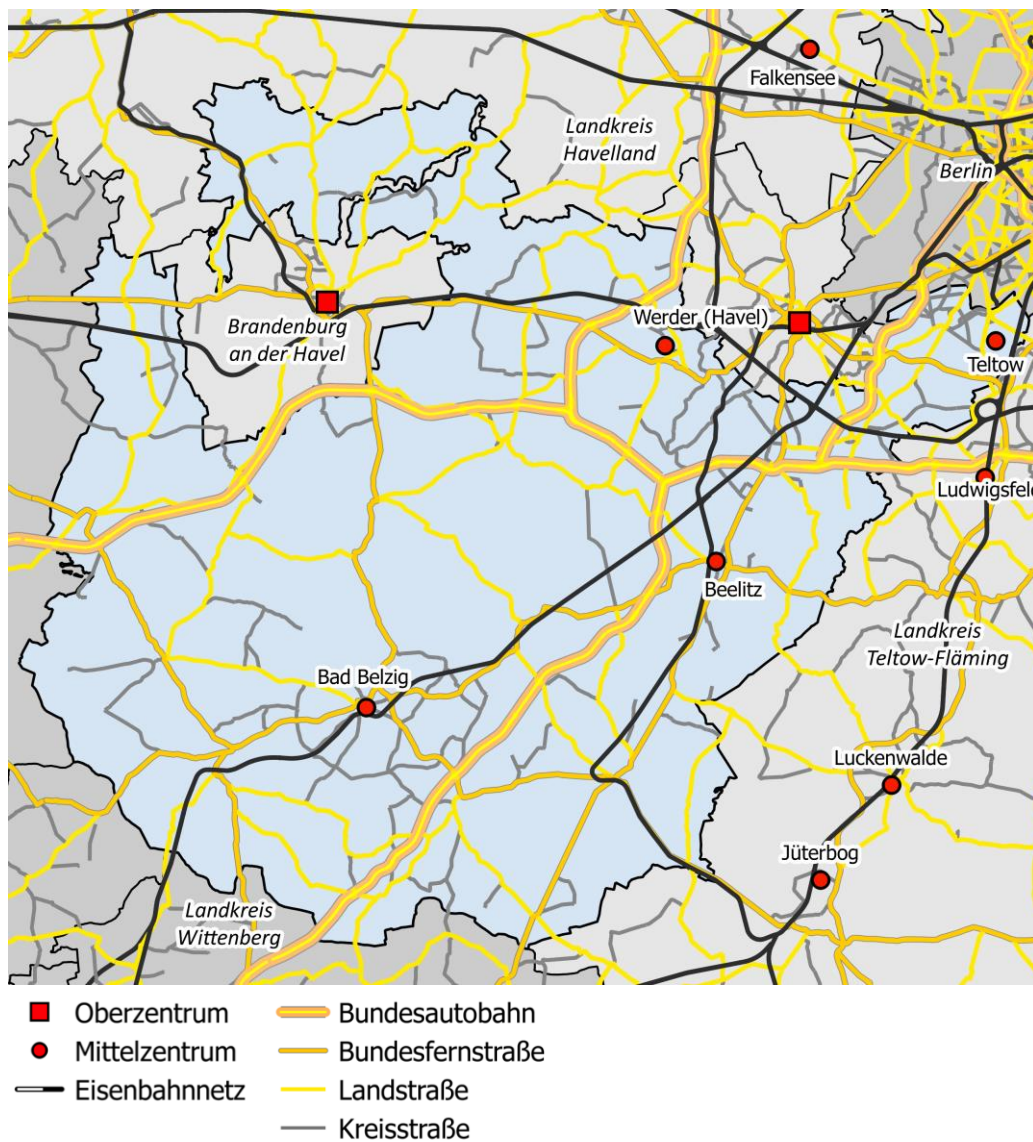 Falkensee
Landkreis
Havelland
Berlin
Werder (Havel)
Brandenburg
an der Havel
Teltow
Ludwigsfeld
Beelitz
Landkreis
Teltow-Fläming
Bad Belzig
Luckenwalde
Jüterbog
Landkreis
Wittenberg
Oberzentrum
Bundesautobahn
Mittelzentrum
Bundesfernstraße
Eisenbahnnetz
Landstraße
Kreisstraße